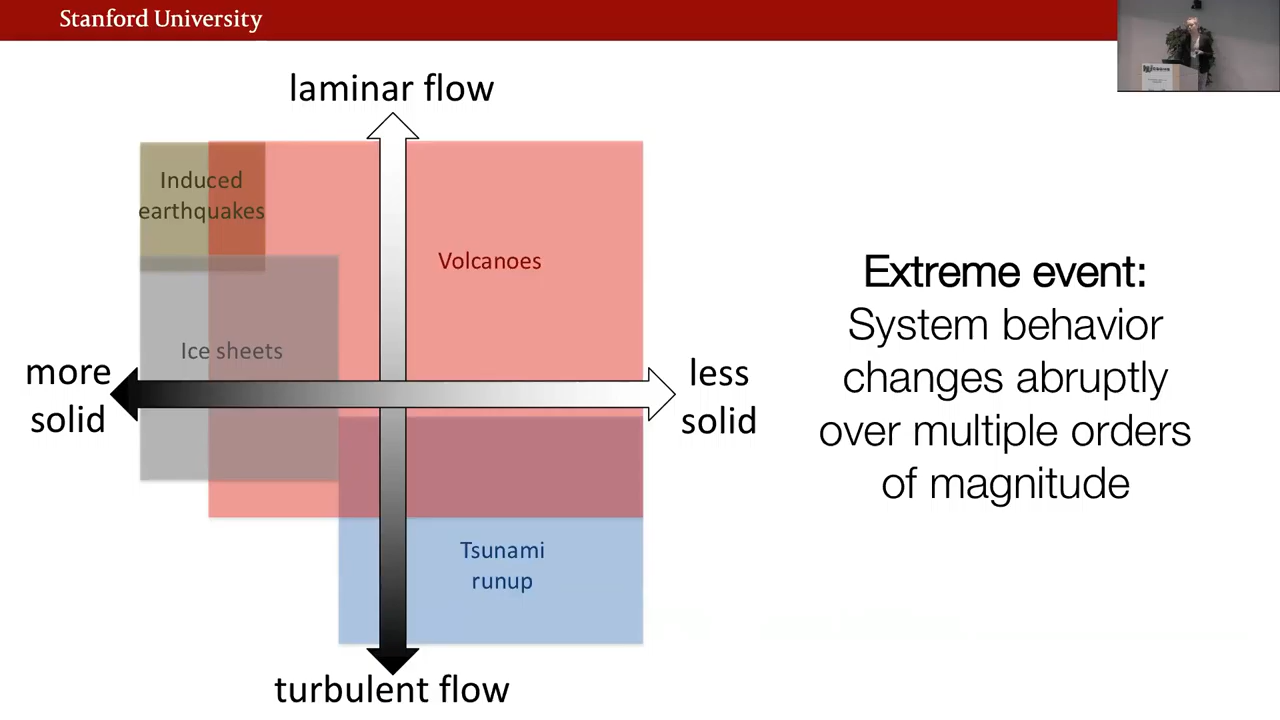 Stanford University
laminar flow
Induced
earthquakes
Volcanoes
Ice sheets
more
solid
less
solid
Tsunami
runup
turbulent flow
Extreme event:
System behavior
changes abruptly
over multiple orders
of magnitude